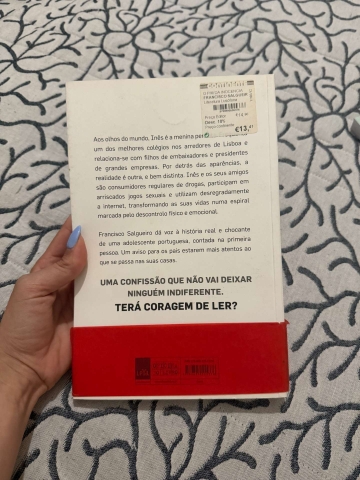 continente
FRANCISCO SALGUEIRO
Desc. 10%
€13,
Aos olhos do mundo, Inês é a menina
um dos melhores colégios nos arredores de Lisboa e
relaciona-se com filhos de embaixadores e presidentes
de grandes empresas. Por detrás das aparências, a
realidade é outra, e bem distinta. Inês e os seus amigos
são consumidores regulares de drogas, participam em
arriscados jogos sexuais e utilizam desregradamente
a internet, transformando as suas vidas numa espiral
marcada pelo descontrolo físico e emocional.
Francisco Salgueiro dá voz à história real e chocante
de uma adolescente portuguesa, contada na primeira
pessoa. Um aviso para os pais estarem mais atentos ao
que se passa nas suas casas.
UMA CONFISSÃO QUE NÃO VAI DEIXAR
NINGUÉM INDIFERENTE.
TERÁ CORAGEM DE LER?